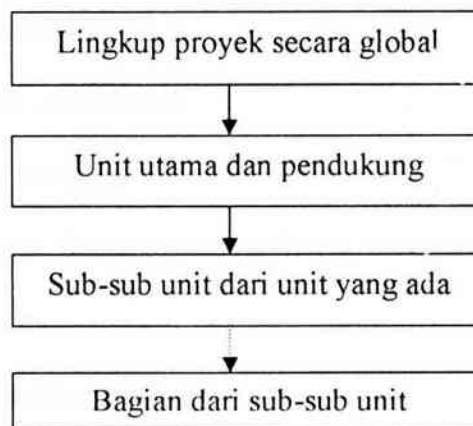 Lingkup proyek secara global
Unit utama dan pendukung
Sub-sub unit dari unit yang ada
Bagian dari sub-sub unit